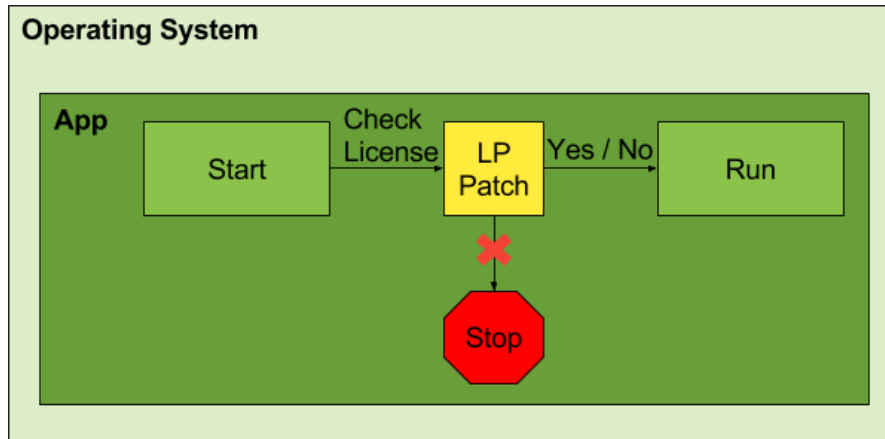 Operating System
App
Start
Check
License
LP
Patch
Yes / No
Run
Stop